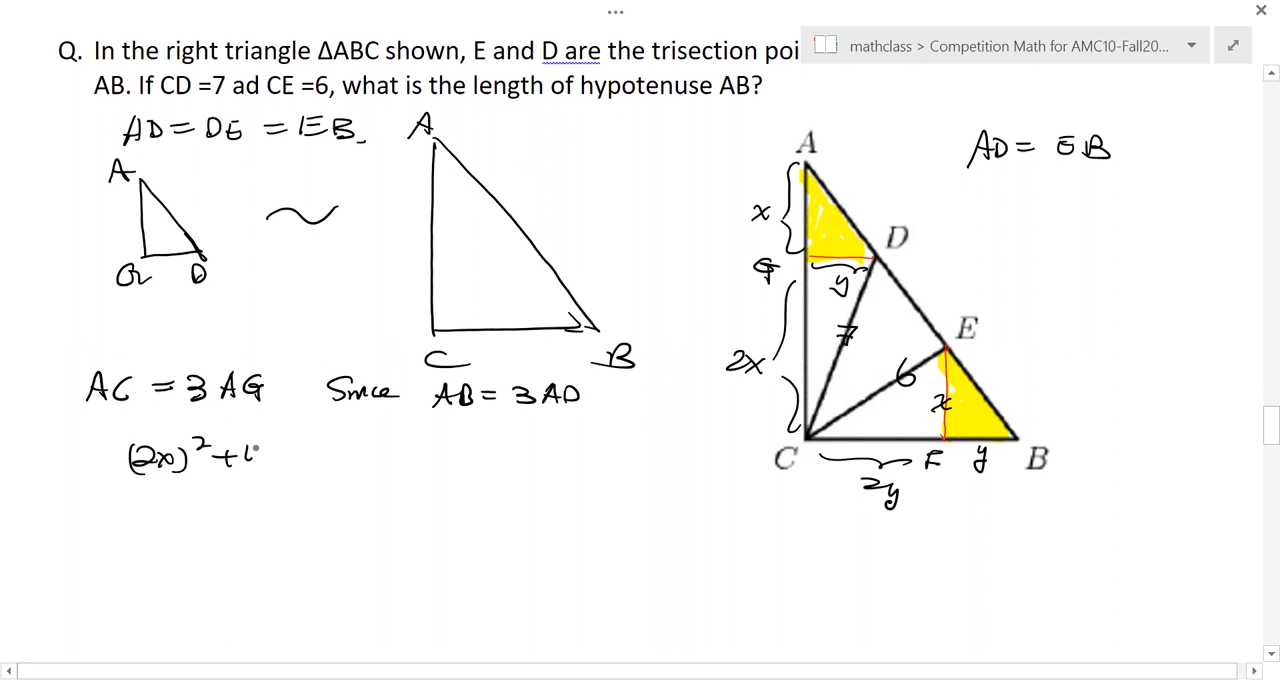 Q. In the right triangle ΔABC shown, E and D are the trisection poi
mathclass > Competition Math for AMC10-Fall20...
AB. If CD =7 ad CE =6, what is the length of hypotenuse AB?
AD = DE = EB
A
A
AD = EB
A
x
D
G
y
G D
7
E
C B
2x
6
x
AC = 3 AG Since AB = 3 AD
C F y B
2y
(2x)² +